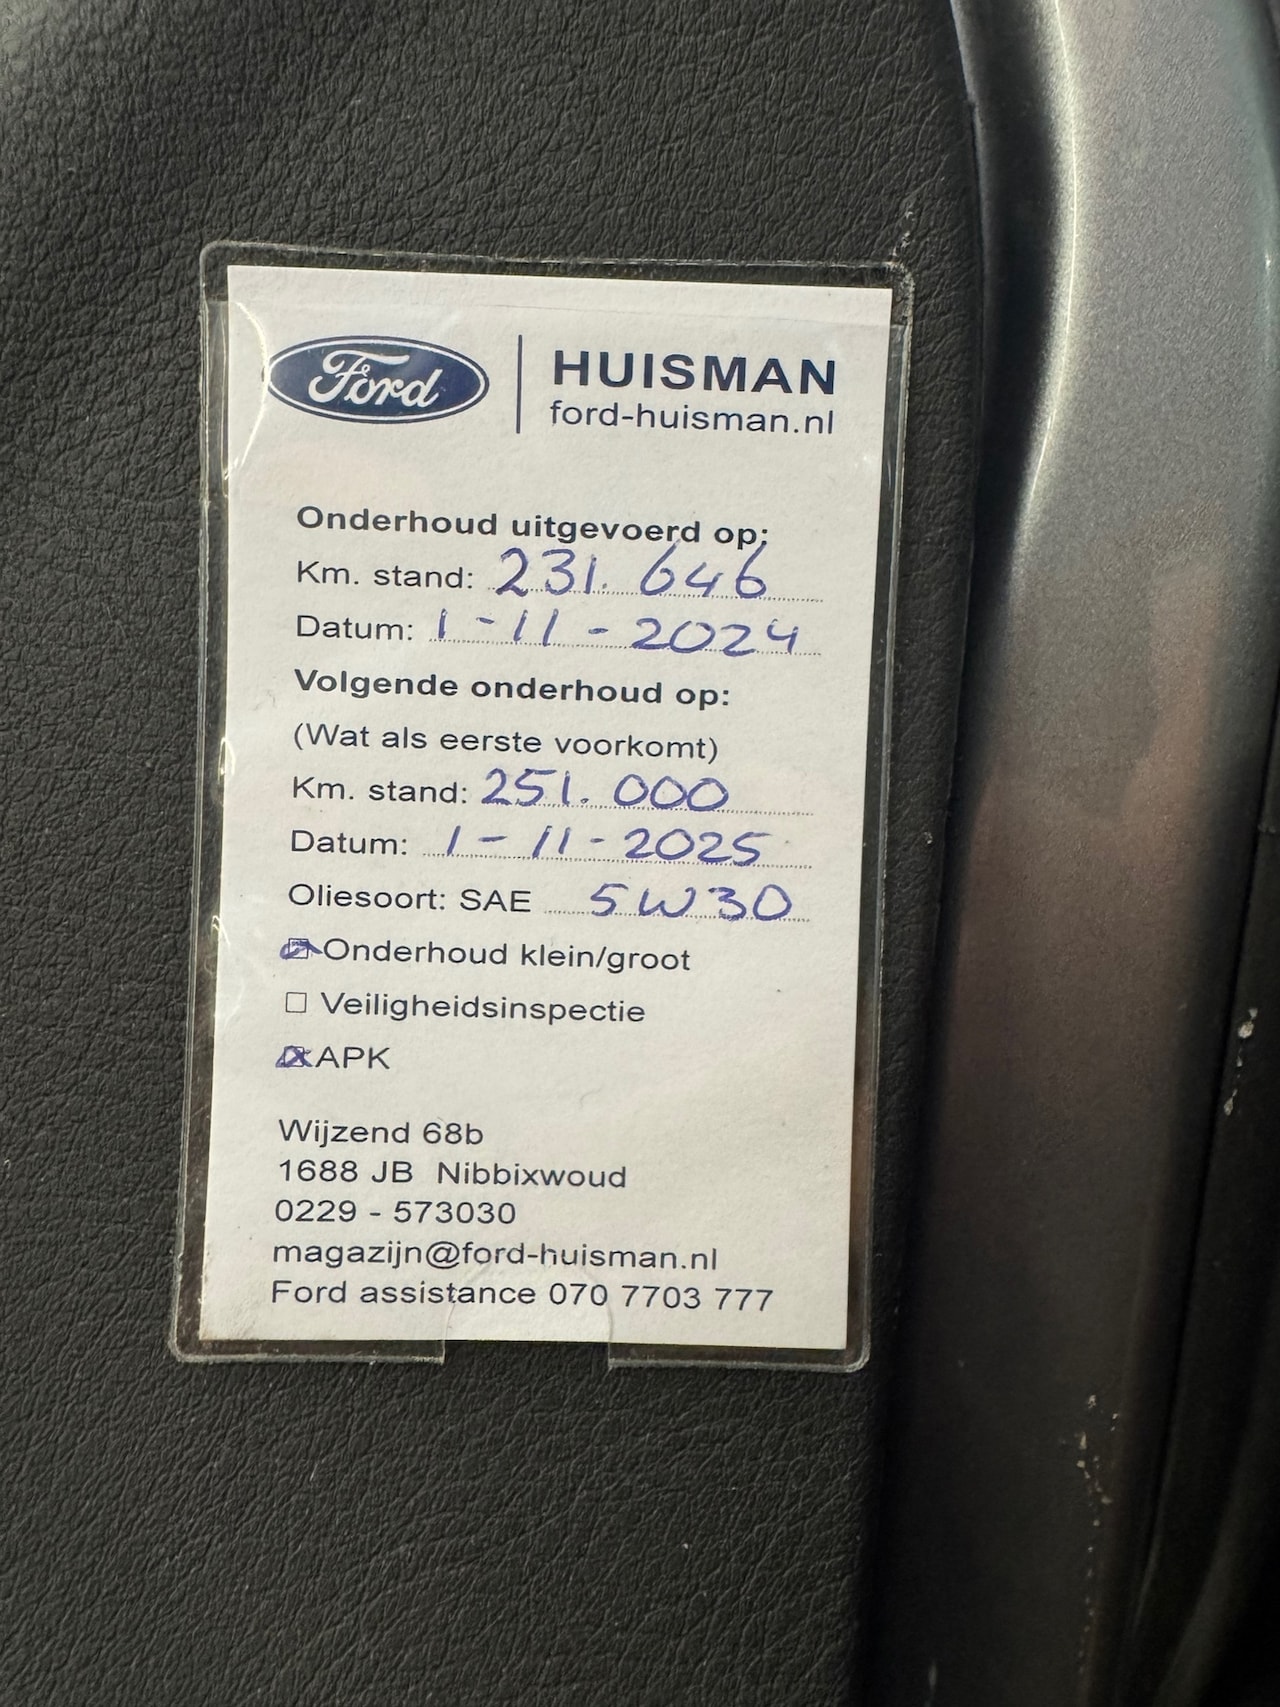 Ford HUISMAN
ford-huisman.nl
Onderhoud uitgevoerd op:
Km. stand: 231.646
Datum: 1-11-2024
Volgende onderhoud op:
(Wat als eerste voorkomt)
Km. stand: 251.000
Datum: 1-11-2025
Oliesoort: SAE 5W30
Onderhoud klein/groot
Veiligheidsinspectie
APK
Wijzend 68b
1688 JB Nibbixwoud
0229 - 573030
magazijn@ford-huisman.nl
Ford assistance 070 7703 777